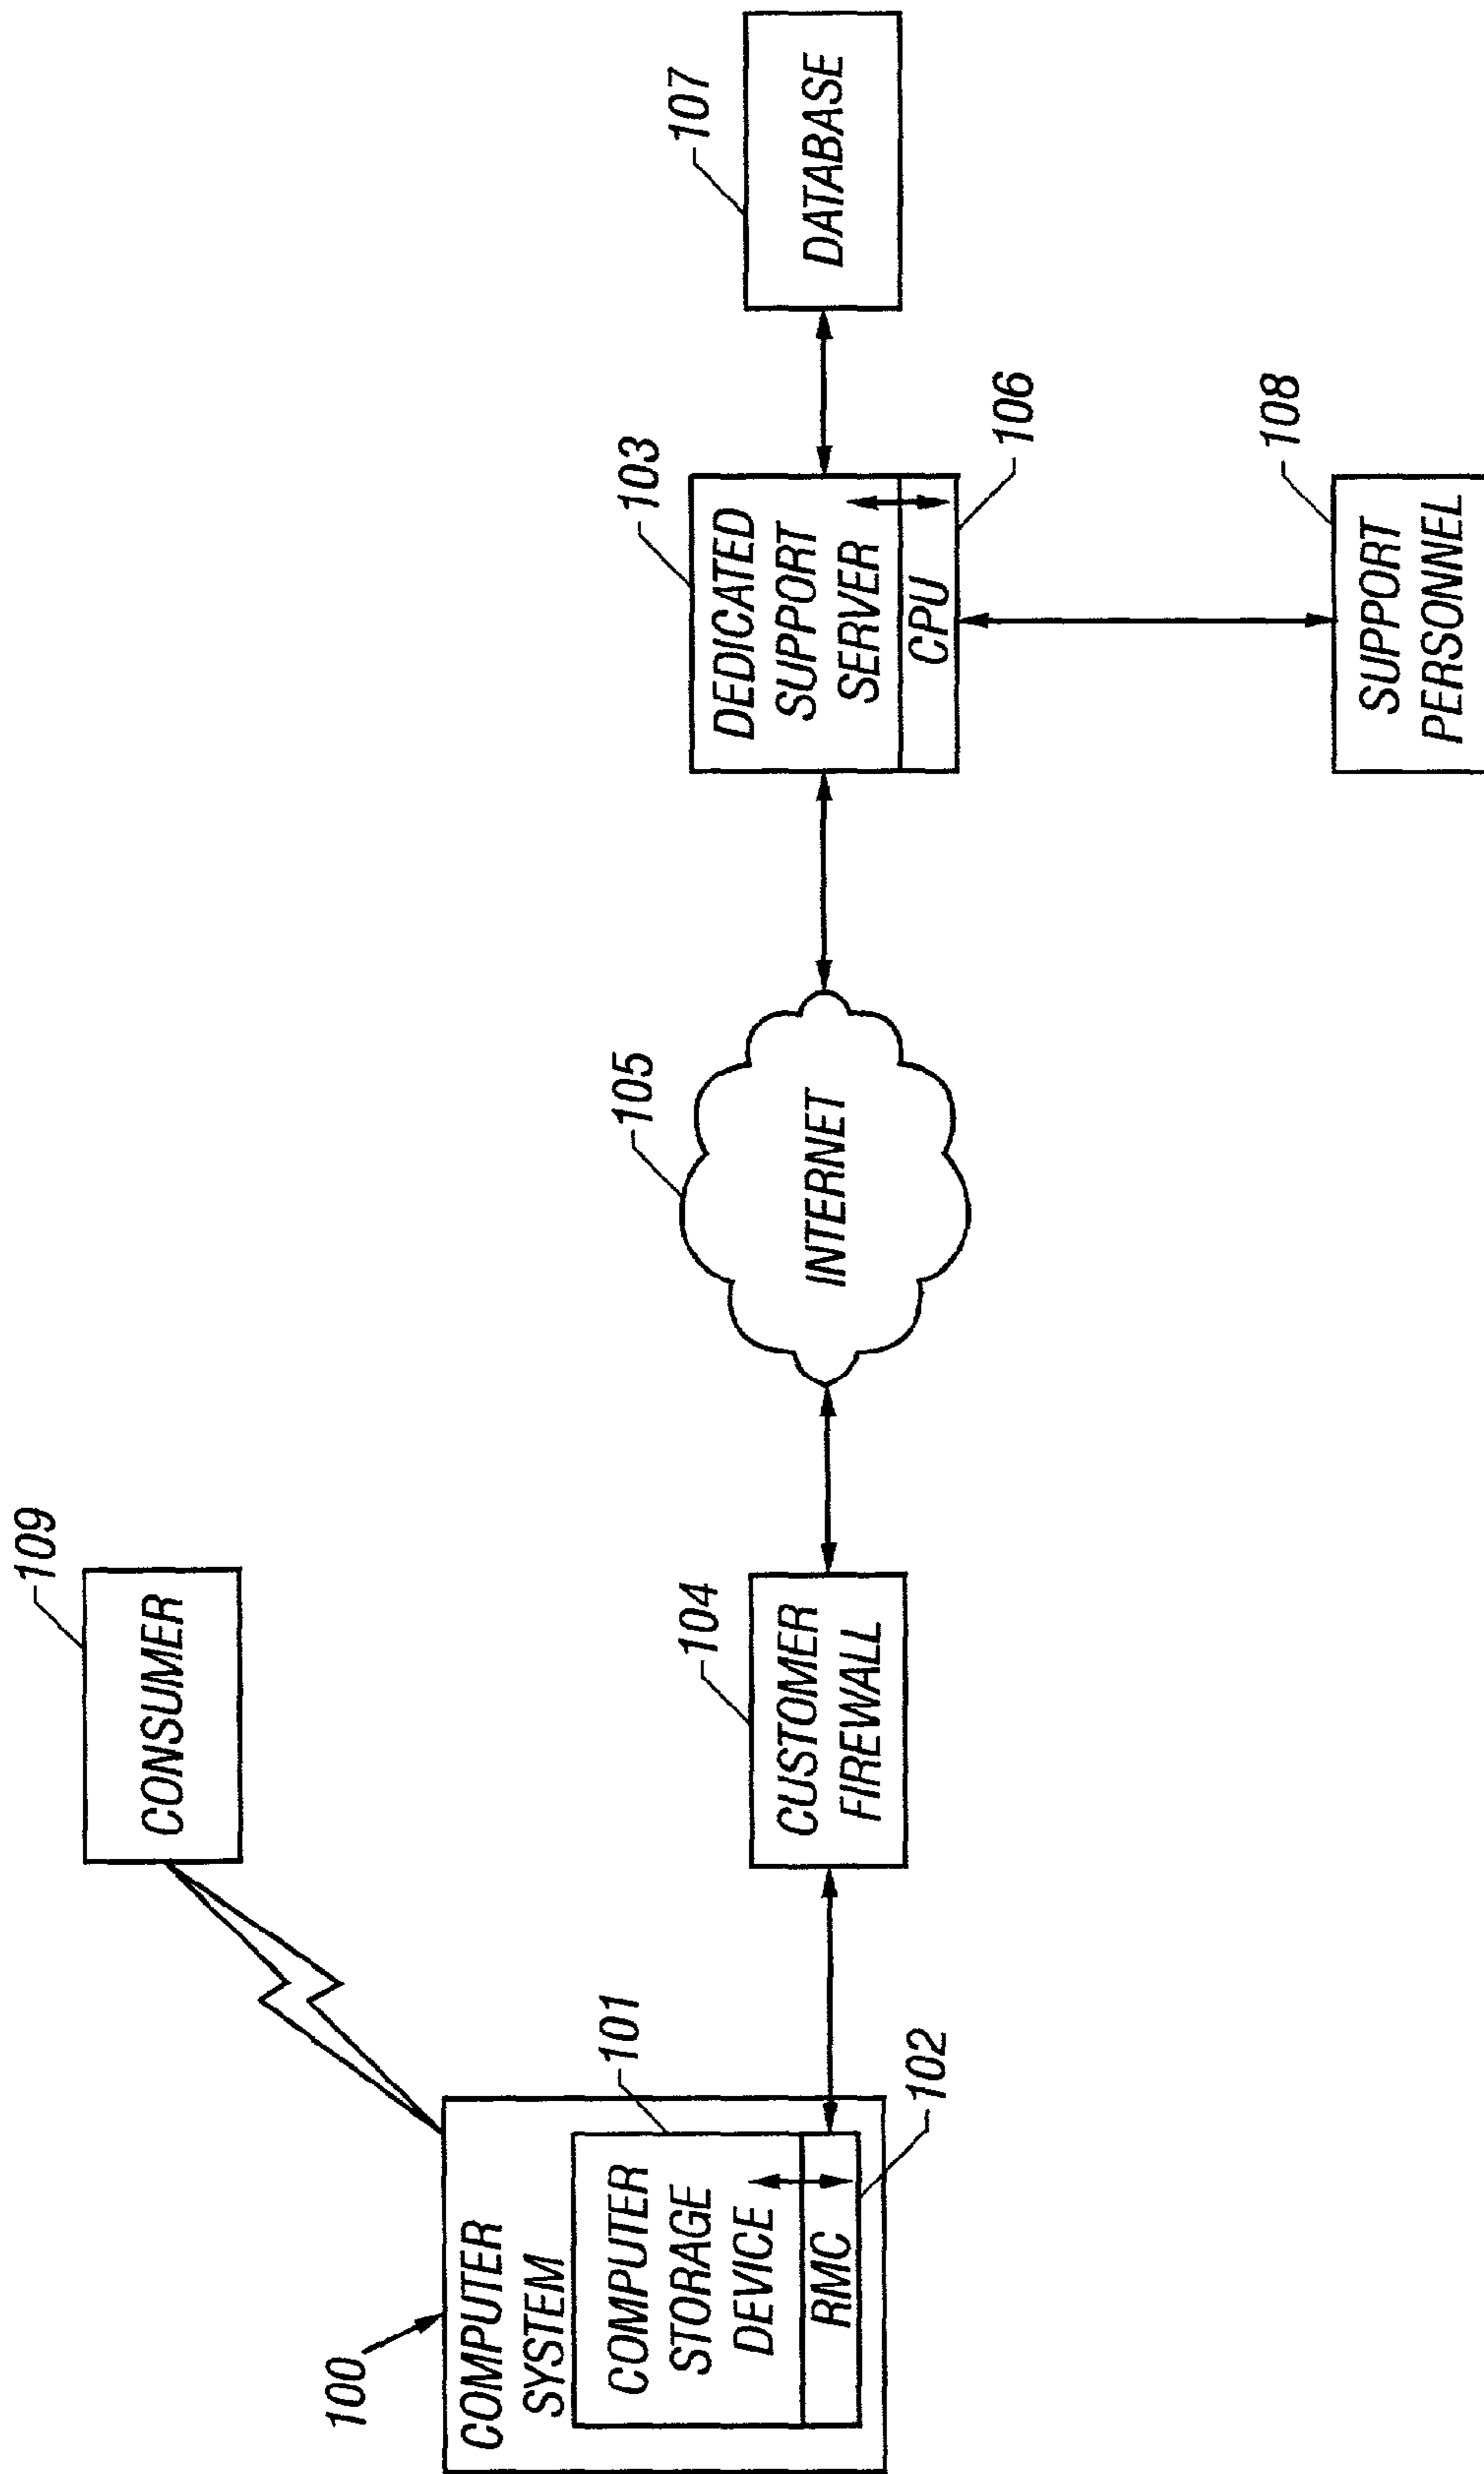 109
CONSUMER
100
COMPUTER
SYSTEM
101
COMPUTER
STORAGE
DEVICE
RMC
102
104
CUSTOMER
FIREWALL
105
INTERNET
103
DEDICATED
SUPPORT
SERVER
CPU
106
107
DATABASE
108
SUPPORT
PERSONNEL